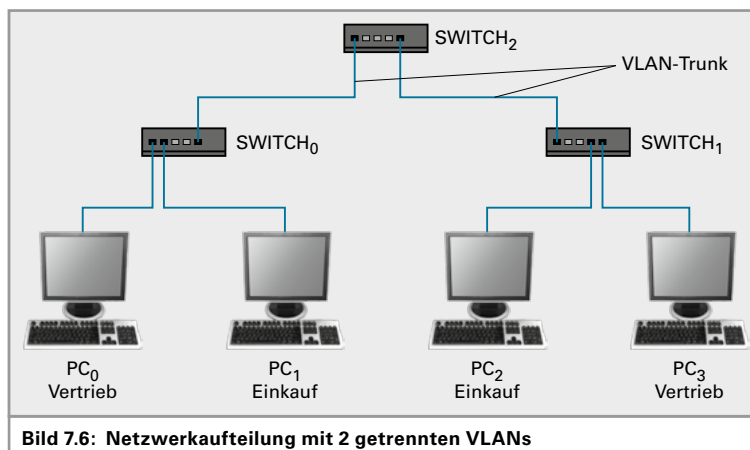 SWITCH₂
VLAN-Trunk
SWITCH₀
SWITCH₁
PC₀
Vertrieb
PC₁
Einkauf
PC₂
Einkauf
PC₃
Vertrieb
Bild 7.6: Netzwerkaufteilung mit 2 getrennten VLANs